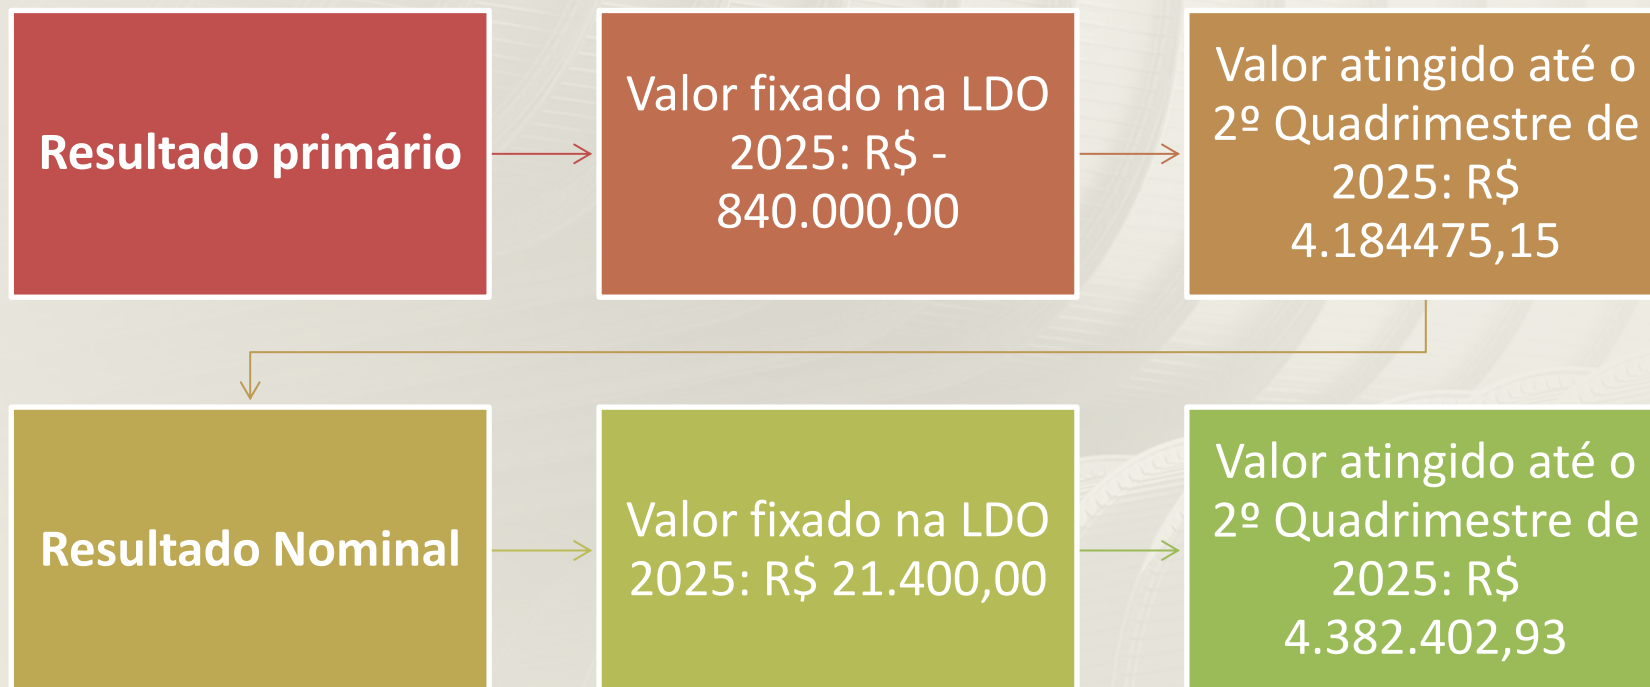 Resultado primário
Valor fixado na LDO
2025: R$ -
840.000,00
Valor atingido até o
2º Quadrimestre de
2025: R$
4.184475,15
Resultado Nominal
Valor fixado na LDO
2025: R$ 21.400,00
Valor atingido até o
2º Quadrimestre de
2025: R$
4.382.402,93